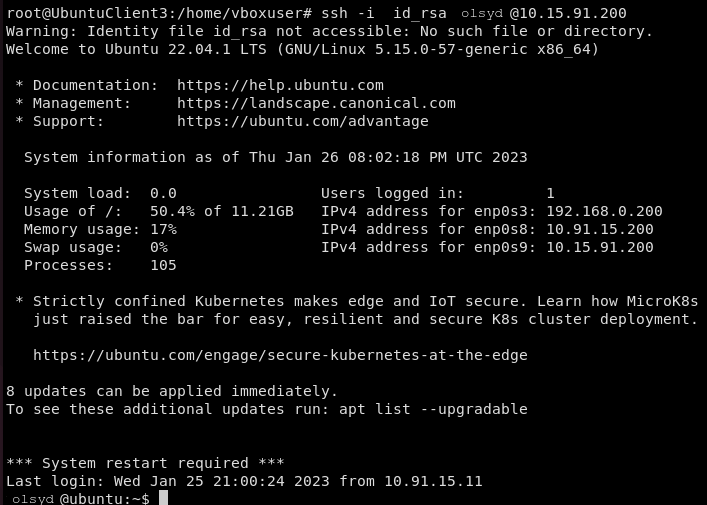 root@UbuntuClient3:/home/vboxuser# ssh -i  id_rsa olsyd@10.15.91.200
Warning: Identity file id_rsa not accessible: No such file or directory.
Welcome to Ubuntu 22.04.1 LTS (GNU/Linux 5.15.0-57-generic x86_64)

 * Documentation:  https://help.ubuntu.com
 * Management:     https://landscape.canonical.com
 * Support:        https://ubuntu.com/advantage

  System information as of Thu Jan 26 08:02:18 PM UTC 2023

  System load:  0.0               Users logged in:         1
  Usage of /:   50.4% of 11.21GB   IPv4 address for enp0s3: 192.168.0.200
  Memory usage: 17%               IPv4 address for enp0s8: 10.91.15.200
  Swap usage:   0%                IPv4 address for enp0s9: 10.15.91.200
  Processes:    105

 * Strictly confined Kubernetes makes edge and IoT secure. Learn how MicroK8s
   just raised the bar for easy, resilient and secure K8s cluster deployment.

   https://ubuntu.com/engage/secure-kubernetes-at-the-edge

8 updates can be applied immediately.
To see these additional updates run: apt list --upgradable

*** System restart required ***
Last login: Wed Jan 25 21:00:24 2023 from 10.91.15.11
olsyd@ubuntu:~$